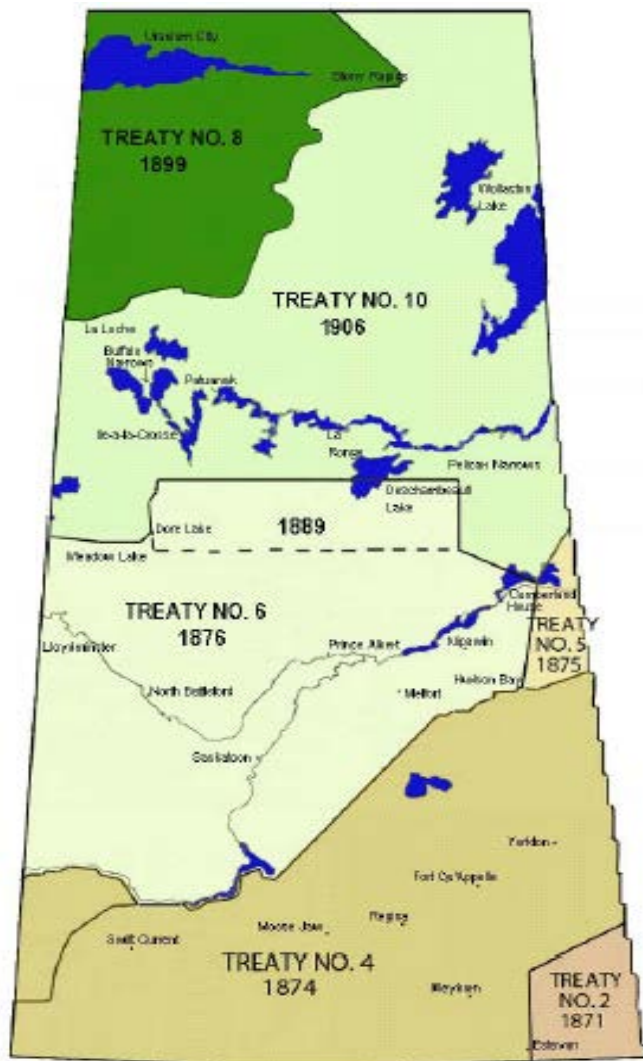 Uranium City
Stony Rapids
TREATY NO. 8
1899
Wollaston
Lake
TREATY NO. 10
1906
La Loche
Buffalo
Narrows
Patuanak
Ile-a-la-Crosse
La
Ronge
Pelican Narrows
Deschambeault
Lake
1889
Dore Lake
Meadow Lake
Cumberland
House
TREATY NO. 6
1876
TREATY
NO. 5
1875
Lloydminster
Prince Albert
Nipawin
Hudson Bay
North Battleford
Melfort
Saskatoon
Yorkton
Fort Qu'Appelle
Regina
Moose Jaw
Swift Current
TREATY NO. 4
1874
Weyburn
TREATY
NO. 2
1871
Estevan